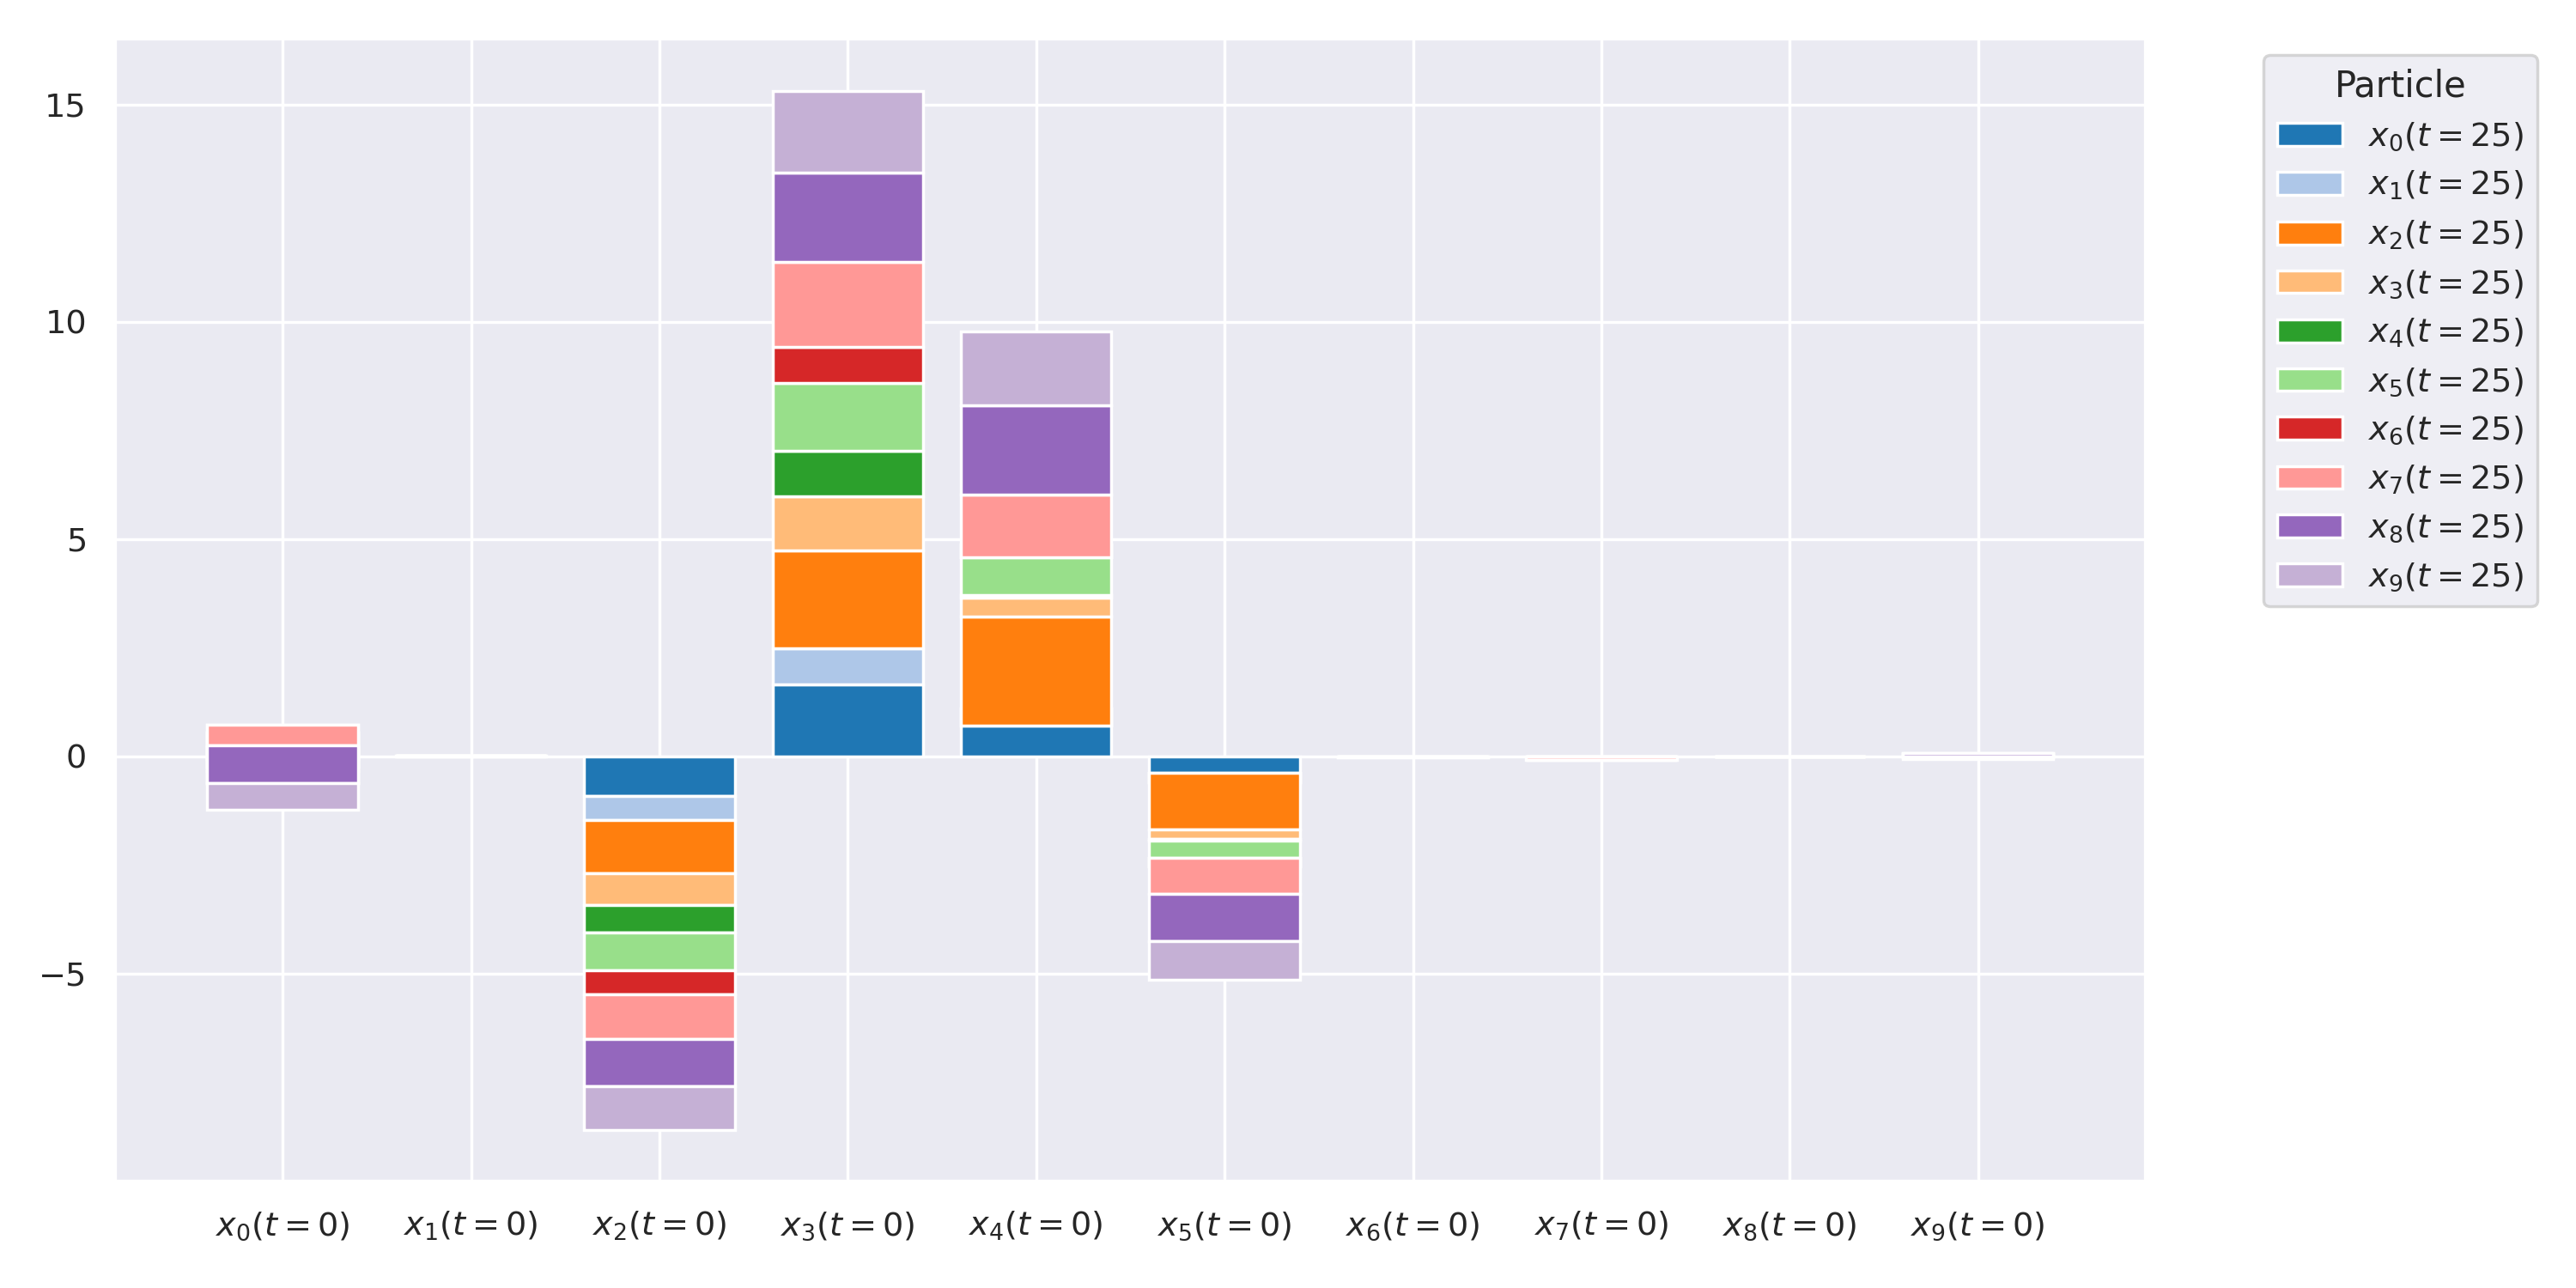 15
10
5
0
−5
x₀(t = 0) x₁(t = 0) x₂(t = 0) x₃(t = 0) x₄(t = 0) x₅(t = 0) x₆(t = 0) x₇(t = 0) x₈(t = 0) x₉(t = 0)
Particle
x₀(t = 25)
x₁(t = 25)
x₂(t = 25)
x₃(t = 25)
x₄(t = 25)
x₅(t = 25)
x₆(t = 25)
x₇(t = 25)
x₈(t = 25)
x₉(t = 25)